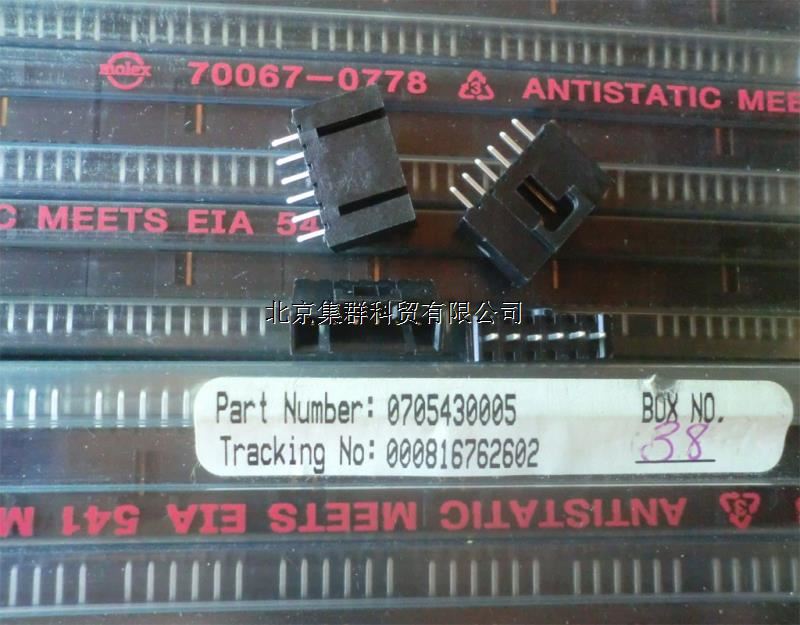 molex 70067-0778 3 ANTISTATIC MEE
C MEETS EIA 54
北京集群科贸有限公司
Part Number: 0705430005 BOX NO.
Tracking No: 000816762602 38
ANTISTATIC MEETS EIA 541 M